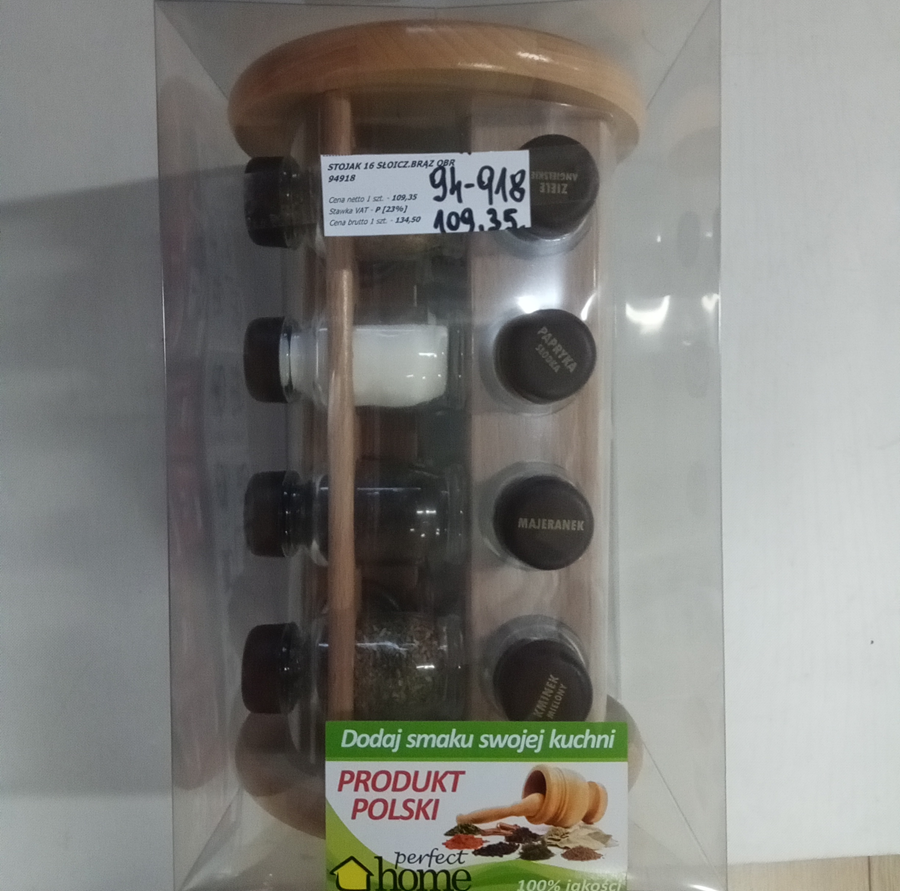 STOJAK 16 SŁOICZ.BRĄZ OBR
94918
94-918
Cena netto 1 szt. - 109,35
Stawka VAT - P [23%]
Cena brutto 1 szt. - 134,50
109,35
ZIELE
ANGIELSKIE
PAPRYKA
SŁODKA
MAJERANEK
KMINEK
MIELONY
Dodaj smaku swojej kuchni
PRODUKT
POLSKI
perfect
home
100% jakości